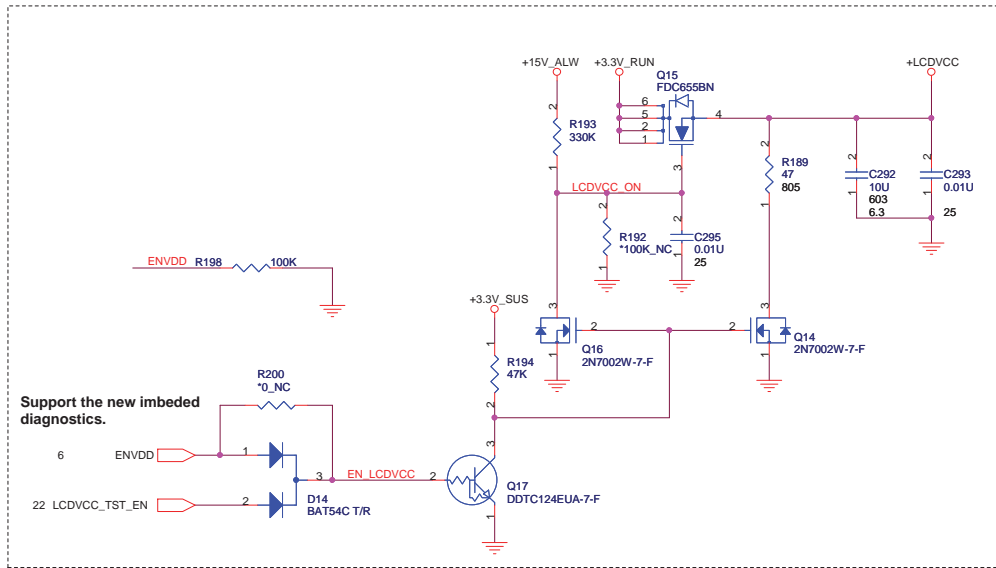 +15V_ALW
+3.3V_RUN
+LCDVCC
Q15
FDC655BN
6
5
2
1
4
3
2
R193
330K
1
LCDVCC_ON
2
R192
*100K_NC
1
2
C295
0.01U
25
1
2
R189
47
805
1
2
C292
10U
603
6.3
1
2
C293
0.01U
25
1
ENVDD
R198
100K
+3.3V_SUS
1
R194
47K
2
3
2
Q16
2N7002W-7-F
1
3
2
Q14
2N7002W-7-F
1
R200
*0_NC
Support the new imbeded
diagnostics.
6
ENVDD
1
22
LCDVCC_TST_EN
2
3
D14
BAT54C T/R
EN_LCDVCC
2
3
Q17
DDTC124EUA-7-F
1